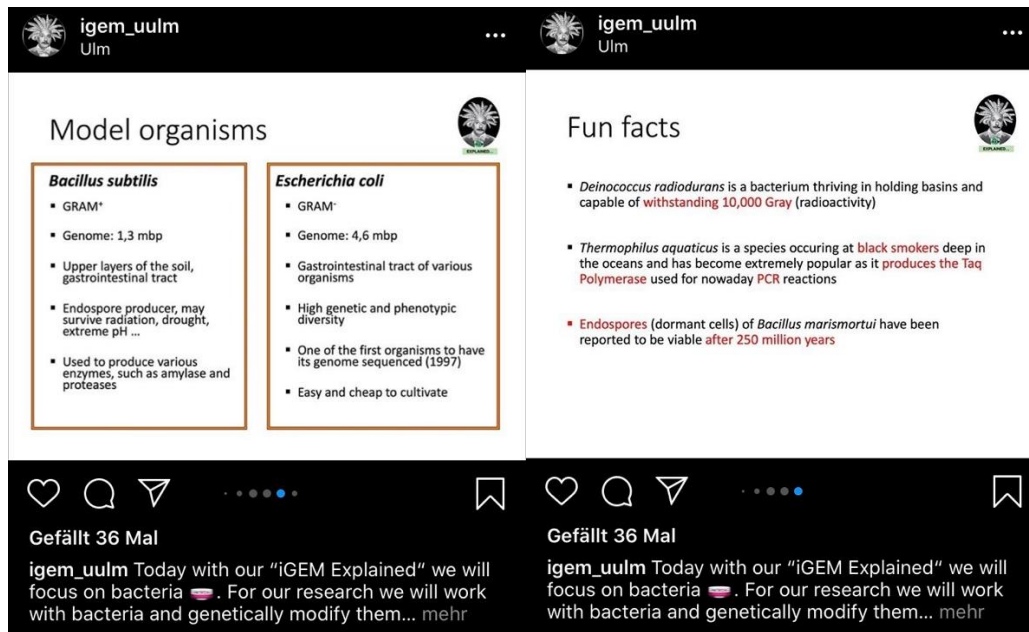 igem_uulm
Ulm
Model organisms
EXPLAINED...
Bacillus subtilis
▪ GRAM⁺
▪ Genome: 1,3 mbp
▪ Upper layers of the soil,
gastrointestinal tract
▪ Endospore producer, may
survive radiation, drought,
extreme pH ...
▪ Used to produce various
enzymes, such as amylase and
proteases
Escherichia coli
▪ GRAM⁻
▪ Genome: 4,6 mbp
▪ Gastrointestinal tract of various
organisms
▪ High genetic and phenotypic
diversity
▪ One of the first organisms to have
its genome sequenced (1997)
▪ Easy and cheap to cultivate
Gefällt 36 Mal
igem_uulm Today with our “iGEM Explained“ we will
focus on bacteria 🧫. For our research we will work
with bacteria and genetically modify them... mehr
igem_uulm
Ulm
Fun facts
EXPLAINED...
▪ Deinococcus radiodurans is a bacterium thriving in holding basins and
capable of withstanding 10,000 Gray (radioactivity)
▪ Thermophilus aquaticus is a species occuring at black smokers deep in
the oceans and has become extremely popular as it produces the Taq
Polymerase used for nowaday PCR reactions
▪ Endospores (dormant cells) of Bacillus marismortui have been
reported to be viable after 250 million years
Gefällt 36 Mal
igem_uulm Today with our “iGEM Explained“ we will
focus on bacteria 🧫. For our research we will work
with bacteria and genetically modify them... mehr